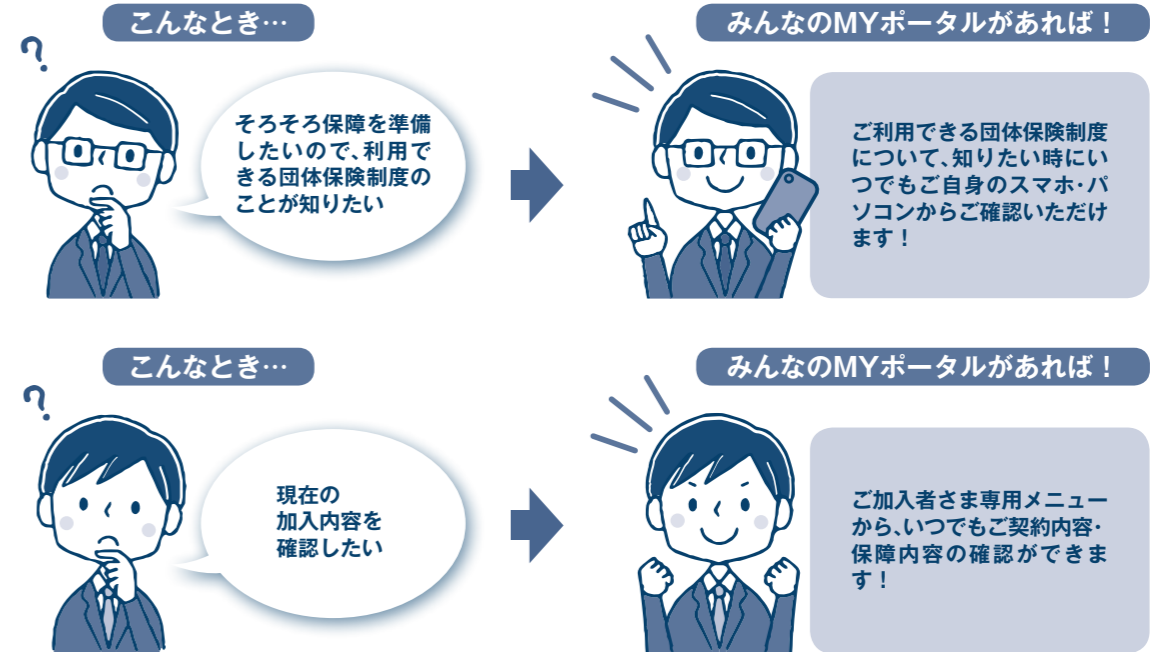 こんなとき…
みんなのMYポータルがあれば！
?
そろそろ保障を準備
したいので、利用で
きる団体保険制度の
ことが知りたい
ご利用できる団体保険制度
について、知りたい時にい
つでもご自身のスマホ・パ
ソコンからご確認いただけ
ます！
こんなとき…
みんなのMYポータルがあれば！
?
現在の
加入内容を
確認したい
ご加入者さま専用メニュー
から、いつでもご契約内容・
保障内容の確認ができま
す！